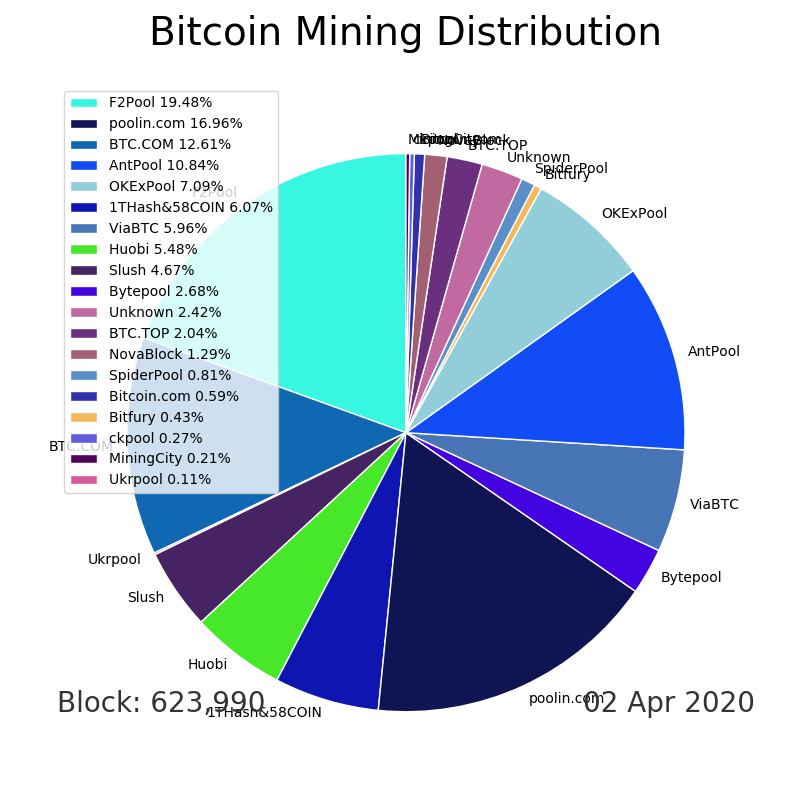 Bitcoin Mining Distribution
F2Pool 19.48%
poolin.com 16.96%
BTC.COM 12.61%
AntPool 10.84%
OKExPool 7.09%
1THash&58COIN 6.07%
ViaBTC 5.96%
Huobi 5.48%
Slush 4.67%
Bytepool 2.68%
Unknown 2.42%
BTC.TOP 2.04%
NovaBlock 1.29%
SpiderPool 0.81%
Bitcoin.com 0.59%
Bitfury 0.43%
ckpool 0.27%
MiningCity 0.21%
Ukrpool 0.11%
F2Pool
BTC.COM
Ukrpool
Slush
Huobi
1THash&58COIN
poolin.com
Bytepool
ViaBTC
AntPool
OKExPool
Bitfury
SpiderPool
Unknown
BTC.TOP
NovaBlock
Block: 623,990
02 Apr 2020